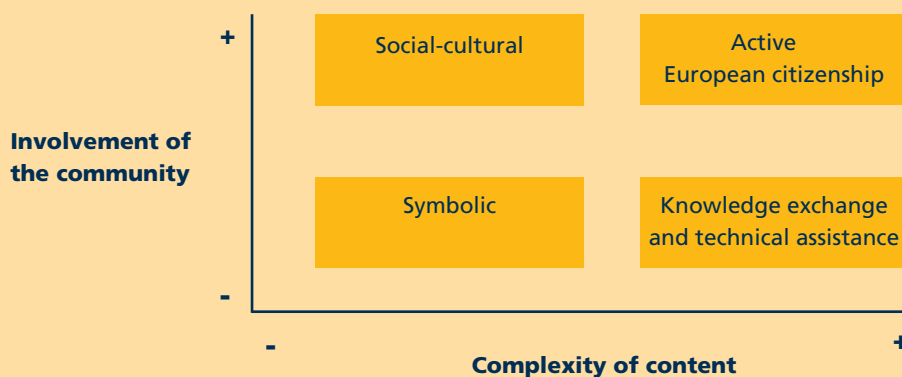 +
Social-cultural
Active
European citizenship
Involvement of
the community
Symbolic
Knowledge exchange
and technical assistance
-
-
+
Complexity of content